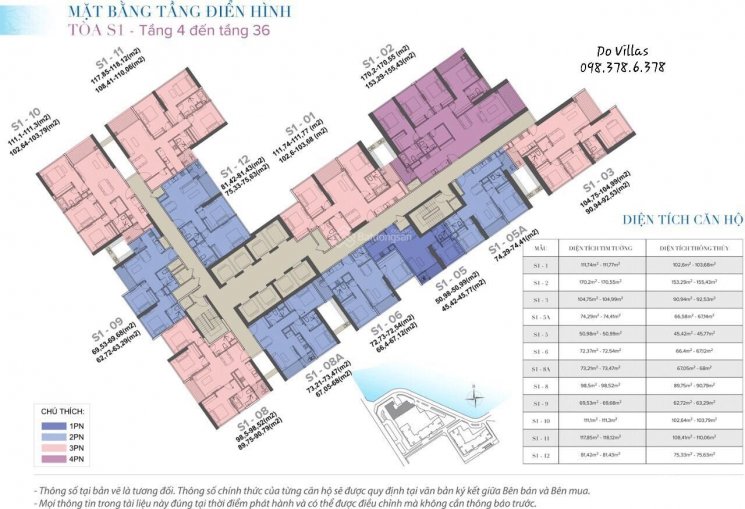 MẶT BẰNG TẦNG ĐIỂN HÌNH
TÒA S1 - Tầng 4 đến tầng 36
Do Villas
098.378.6.378
S1 - 11
117,85-118,12(m2)
108,41-110,06(m2)
S1 - 02
170,2-170,55 (m2)
153,29-155,43(m2)
S1 - 10
111,1-111,3(m2)
102,64-103,79(m2)
S1 - 12
81,42-81,43(m2)
75,33-75,63(m2)
S1 - 01
111,74-111,77 (m2)
102,6-103,68 (m2)
S1 - 03
104,75-104,99(m2)
90,94-92,53(m2)
Batdongsan
S1 - 05A
74,29-74,41(m2)
S1 - 05
50,98-50,99(m2)
45,42-45,77(m2)
S1 - 06
72,73-72,54(m2)
66,4-67,12(m2)
S1 - 08A
73,21-73,47(m2)
67,05-68(m2)
S1 - 09
69,53-69,68(m2)
62,72-63,29(m2)
S1 - 08
98,5-98,52(m2)
89,75-90,79(m2)
DIỆN TÍCH CĂN HỘ
MẪU DIỆN TÍCH TIM TƯỜNG DIỆN TÍCH THÔNG THỦY
S1 - 1 111,74m² - 111,77m² 102,6m² - 103,68m²
S1 - 2 170,2m² - 170,55m² 153,29m² - 155,43m²
S1 - 3 104,75m² - 104,99m² 90,94m² - 92,53m²
S1 - 5A 74,29m² - 74,41m² 66,58m² - 67,14m²
S1 - 5 50,98m² - 50,99m² 45,42m² - 45,77m²
S1 - 6 72,37m² - 72,54m² 66,4m² - 67,12m²
S1 - 8A 73,21m² - 73,47m² 67,05m² - 68m²
S1 - 8 98,5m² - 98,52m² 89,75m² - 90,79m²
S1 - 9 69,53m² - 69,68m² 62,72m² - 63,29m²
S1 - 10 111,1m² - 111,3m² 102,64m² - 103,79m²
S1 - 11 117,85m² - 118,12m² 108,41m² - 110,06m²
S1 - 12 81,42m² - 81,43m² 75,33m² - 75,63m²
CHÚ THÍCH:
1PN
2PN
3PN
4PN
- Thông số tại bản vẽ là tương đối. Thông số chính thức của từng căn hộ sẽ được quy định tại văn bản ký kết giữa Bên bán và Bên mua.
- Mọi thông tin trong tài liệu này đúng tại thời điểm phát hành và có thể được điều chỉnh mà không cần thông báo trước.